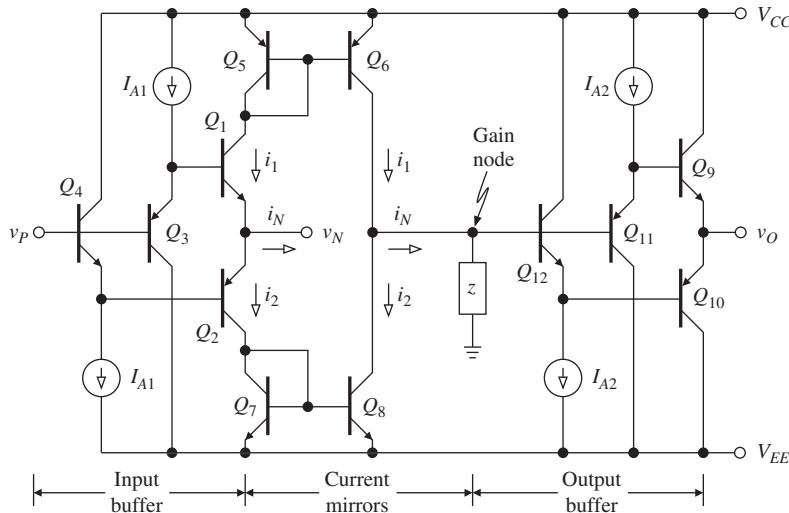 V_CC
Q_5
Q_6
I_A1
I_A2
Q_1
i_1
i_1
Gain
node
Q_9
Q_4
v_P
Q_3
i_N
v_N
i_N
Q_11
v_O
Q_12
i_2
i_2
z
Q_10
Q_2
I_A1
I_A2
Q_7
Q_8
V_EE
Input
buffer
Current
mirrors
Output
buffer